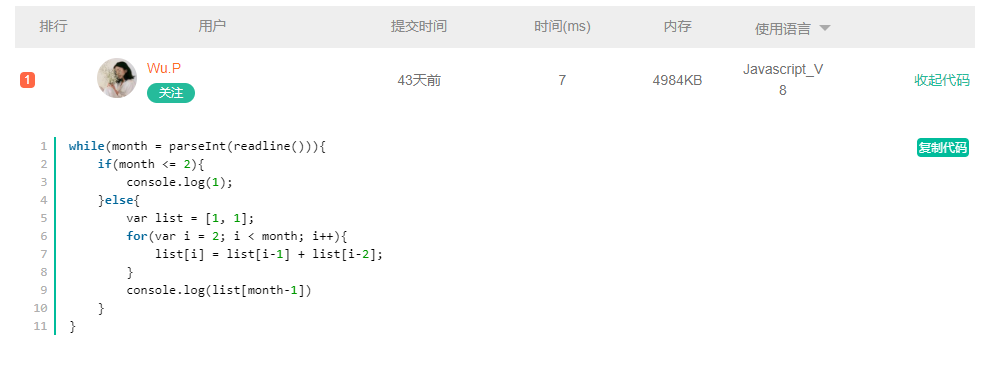 排行 用户 提交时间 时间(ms) 内存 使用语言
1 Wu.P 关注 43天前 7 4984KB Javascript_V8 收起代码
复制代码
1 while(month = parseInt(readline())){
2     if(month <= 2){
3         console.log(1);
4     }else{
5         var list = [1, 1];
6         for(var i = 2; i < month; i++){
7             list[i] = list[i-1] + list[i-2];
8         }
9         console.log(list[month-1])
10     }
11 }